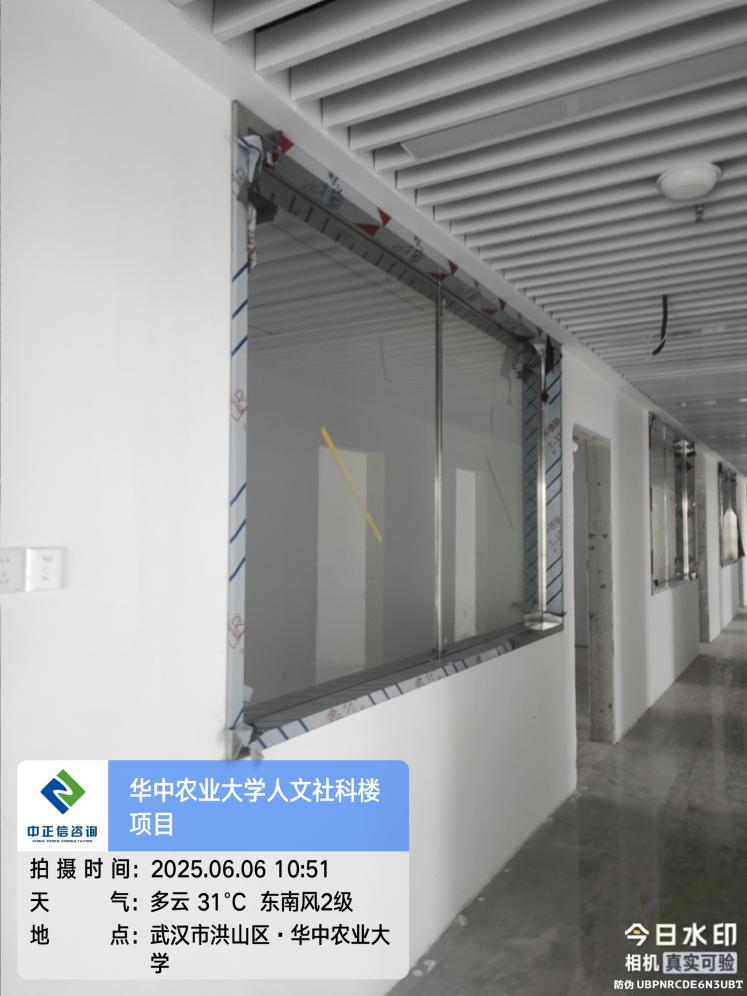 华中农业大学人文社科楼
项目
中正信咨询
CHINA ZOSEN CONSULTATION
拍摄时间：2025.06.06 10:51
天气：多云 31℃ 东南风2级
地点：武汉市洪山区·华中农业大
学
今日水印
相机 真实可验
防伪 UBPNRCDE6N3UBT